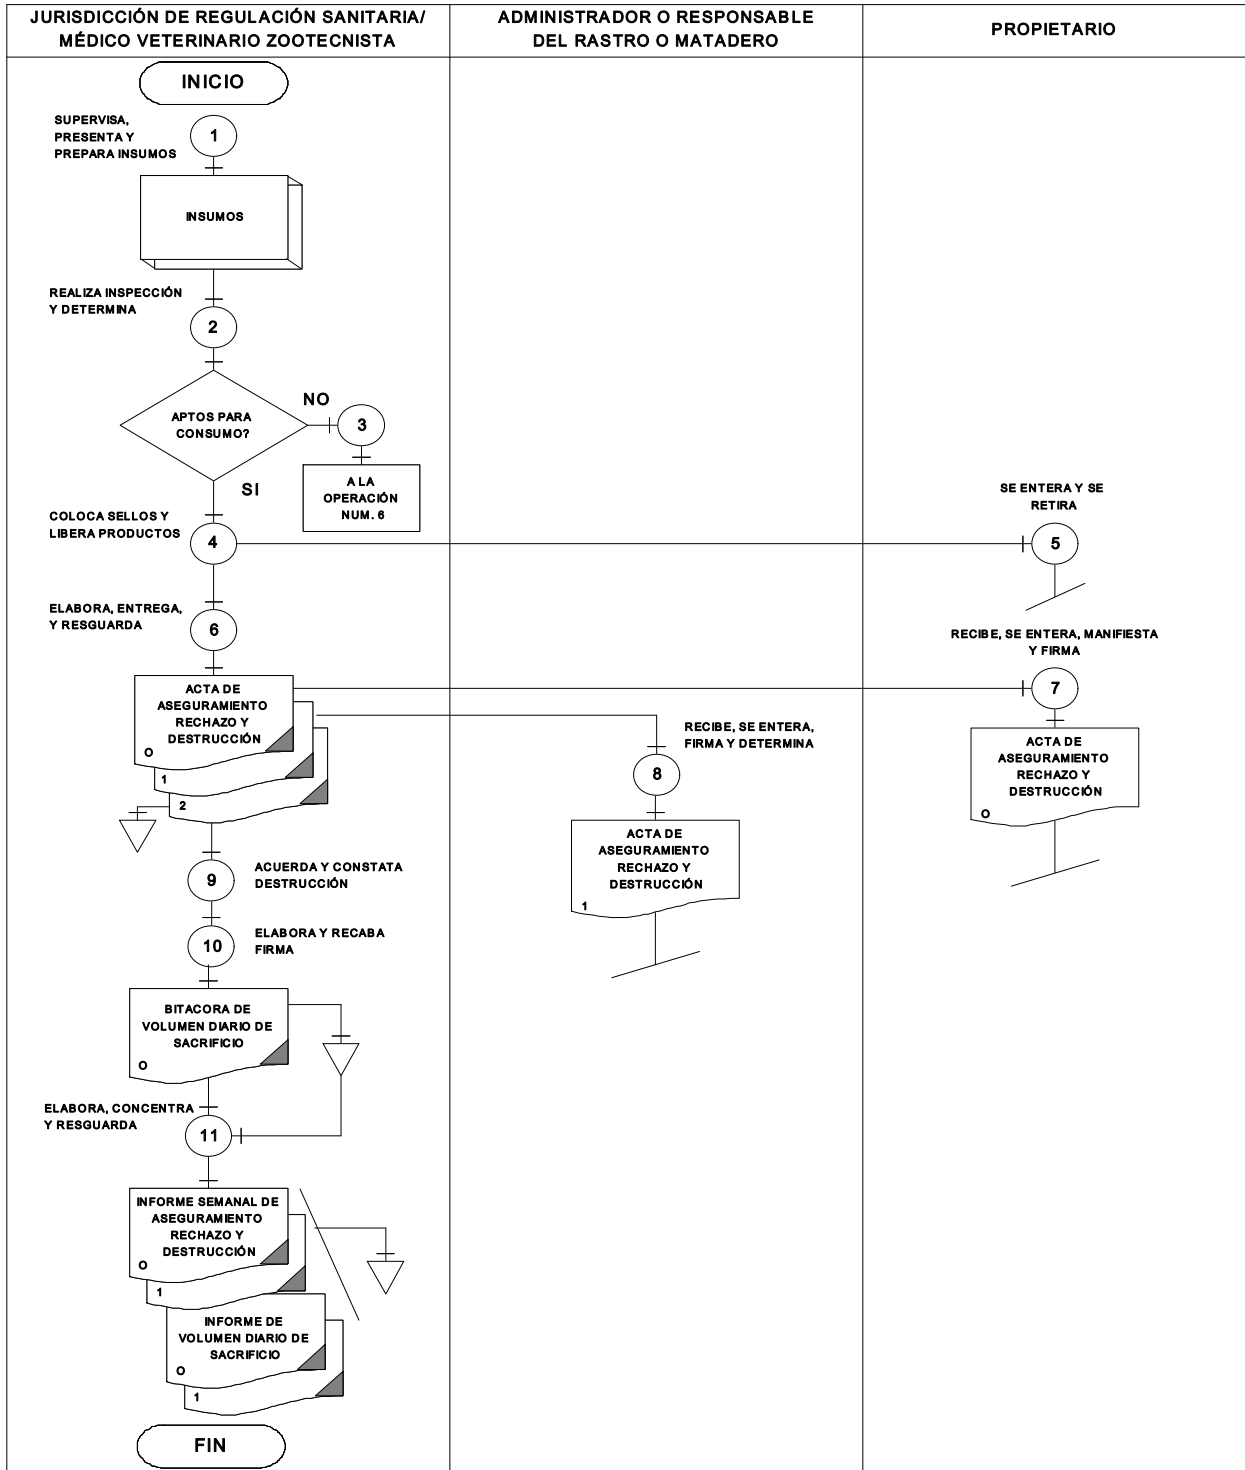 JURISDICCIÓN DE REGULACIÓN SANITARIA/
MÉDICO VETERINARIO ZOOTECNISTA
ADMINISTRADOR O RESPONSABLE
DEL RASTRO O MATADERO
PROPIETARIO
INICIO
SUPERVISA,
PRESENTA Y
PREPARA INSUMOS
1
INSUMOS
REALIZA INSPECCIÓN
Y DETERMINA
2
APTOS PARA
CONSUMO?
NO
3
A LA
OPERACIÓN
NUM. 6
SI
COLOCA SELLOS Y
LIBERA PRODUCTOS
4
SE ENTERA Y SE
RETIRA
5
ELABORA, ENTREGA,
Y RESGUARDA
6
RECIBE, SE ENTERA, MANIFIESTA
Y FIRMA
7
ACTA DE
ASEGURAMIENTO
RECHAZO Y
DESTRUCCIÓN
O
1
2
RECIBE, SE ENTERA,
FIRMA Y DETERMINA
8
ACTA DE
ASEGURAMIENTO
RECHAZO Y
DESTRUCCIÓN
1
ACTA DE
ASEGURAMIENTO
RECHAZO Y
DESTRUCCIÓN
O
9
ACUERDA Y CONSTATA
DESTRUCCIÓN
10
ELABORA Y RECABA
FIRMA
BITACORA DE
VOLUMEN DIARIO DE
SACRIFICIO
O
ELABORA, CONCENTRA
Y RESGUARDA
11
INFORME SEMANAL DE
ASEGURAMIENTO
RECHAZO Y
DESTRUCCIÓN
O
1
INFORME DE
VOLUMEN DIARIO DE
SACRIFICIO
O
1
FIN